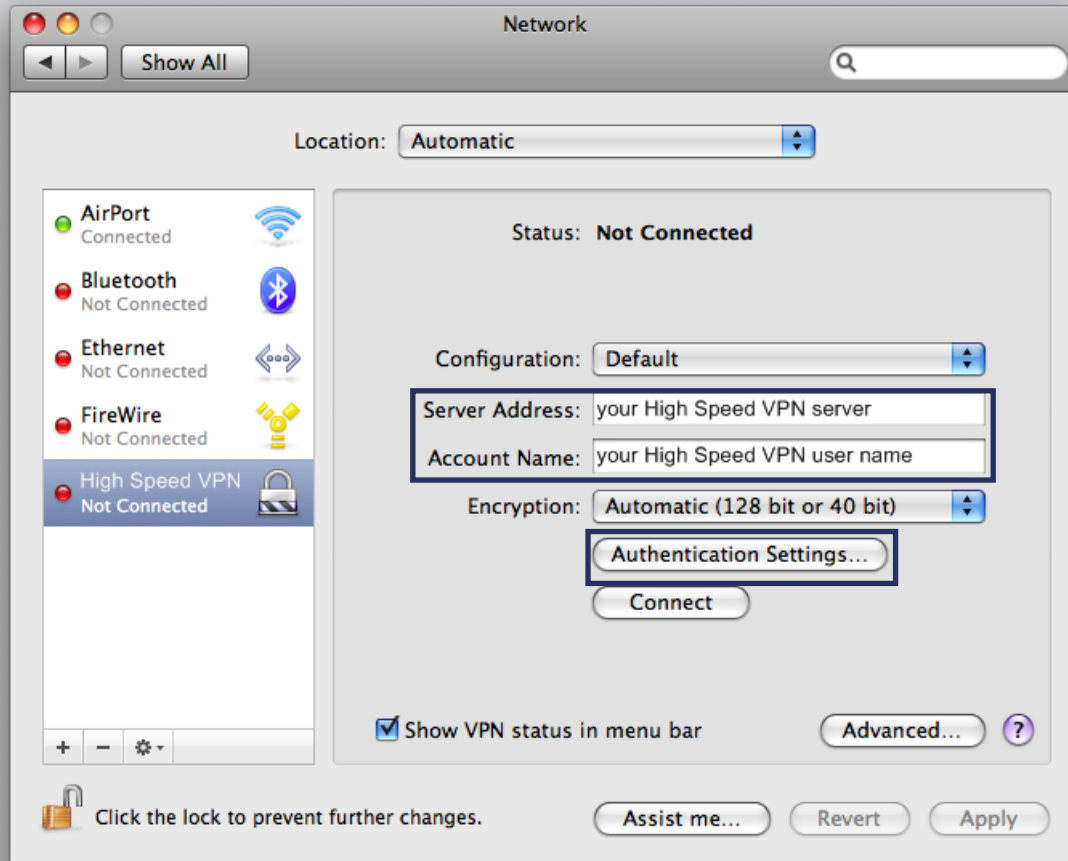 Network
Show All
Location: Automatic
AirPort
Connected
Bluetooth
Not Connected
Ethernet
Not Connected
FireWire
Not Connected
High Speed VPN
Not Connected
Status: Not Connected
Configuration: Default
Server Address: your High Speed VPN server
Account Name: your High Speed VPN user name
Encryption: Automatic (128 bit or 40 bit)
Authentication Settings...
Connect
Show VPN status in menu bar
Advanced...
?
Click the lock to prevent further changes.
Assist me...
Revert
Apply